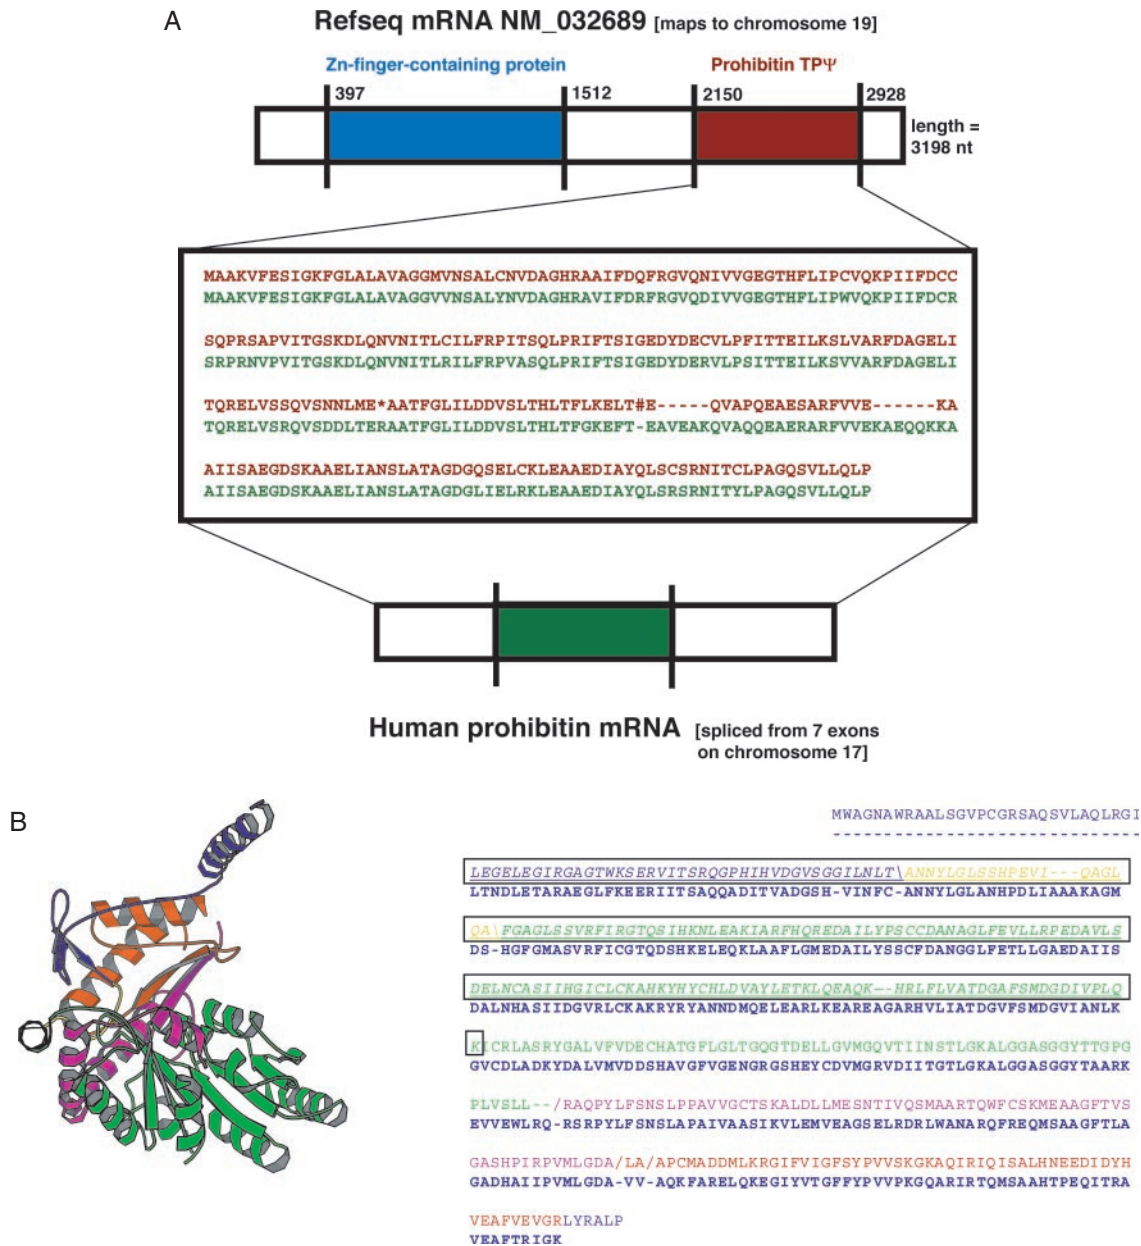 A
Refseq mRNA NM_032689 [maps to chromosome 19]
Zn-finger-containing protein
Prohibitin TPΨ
397
1512
2150
2928
length =
3198 nt
MAAKVFESIGKFGLALAVAGGMVNSALCNVDAGHRAAIFDQFRGVQNIVVGEGTHFLIPCVQKPIIFDCC
MAAKVFESIGKFGLALAVAGGVVNSALYNVDAGHRAVIFDRFRGVQDIVVGEGTHFLIPWVQKPIIFDCR
SQPRSAPVITGSKDLQNVNITLCILFRPITSQLPRIFTSIGEDYDECVLPFITTEILKSLVARFDAGELI
SRPRNVPVITGSKDLQNVNITLRILFRPVASQLPRIFTSIGEDYDERVLPSITTEILKSVVARFDAGELI
TQRELVSSQVSNNLME*AATFGLILDDVSLTHLTFLKELT#E-----QVAPQEAESARFVVE------KA
TQRELVSRQVSDDLTERAATFGLILDDVSLTHLTFGKEFT-EAVEAKQVAQQEAERARFVVEKAEQQKKA
AIISAEGDSKAAELIANSLATAGDGQSELCKLEAAEDIAYQLSCSRNITCLPAGQSVLLQLP
AIISAEGDSKAAELIANSLATAGDGLIELRKLEAAEDIAYQLSRSRNITYLPAGQSVLLQLP
Human prohibitin mRNA [spliced from 7 exons
on chromosome 17]
B
MWAGNAWRAALSGVPCGRSAQSVLAQLRGI
------------------------------
LEGELEGIRGAGTWKSERVITSRQGPHIHVDGVSGGILNLT\ANNYLGLSSHPEVI---QAGL
LTNDLETARAEGLFKEERIITSAQQADITVADGSH-VINFC-ANNYLGLANHPDLIAAAKAGM
QA\FGAGLSSVRFIRGTQSIHKNLEAKIARFHQREDAILYPSCCDANAGLFEVLLRPEDAVLS
DS-HGFGMASVRFICGTQDSHKELEQKLAAFLGMEDAILYSSCFDANGGLFETLLGAEDAIIS
DELNCASIIHGICLCKAHKYHYCHLDVAYLETKLQEAQK--HRLFLVATDGAFSMDGDIVPLQ
DALNHASIIDGVRLCKAKRYRYANNDMQELEARLKEAREAGARHVLIATDGVFSMDGVIANLK
KICRLASRYGALVFVDECHATGFLGLTGQGTDELLGVMGQVTIINSTLGKALGGASGGYTTGPG
GVCDLADKYDALVMVDDSHAVGFVGENGRGSHEYCDVMGRVDIITGTLGKALGGASGGYTAARK
PLVSLL--/RAQPYLFSNSLPPAVVGCTSKALDLLMESNTIVQSMAARTQWFCSKMEAAGFTVS
EVVEWLRQ-RSRPYLFSNSLAPAIVAASIKVLEMVEAGSELRDRLWANARQFREQMSAAGFTLA
GASHPIRPVMLGDA/LA/APCMADDMLKRGIFVIGFSYPVVSKGKAQIRIQISALHNEEDIDYH
GADHAIIPVMLGDA-VV-AQKFARELQKEGIYVTGFFYPVVPKGQARIRTQMSAAHTPEQITRA
VEAFVEVGRLYRALP
VEAFTRIGK